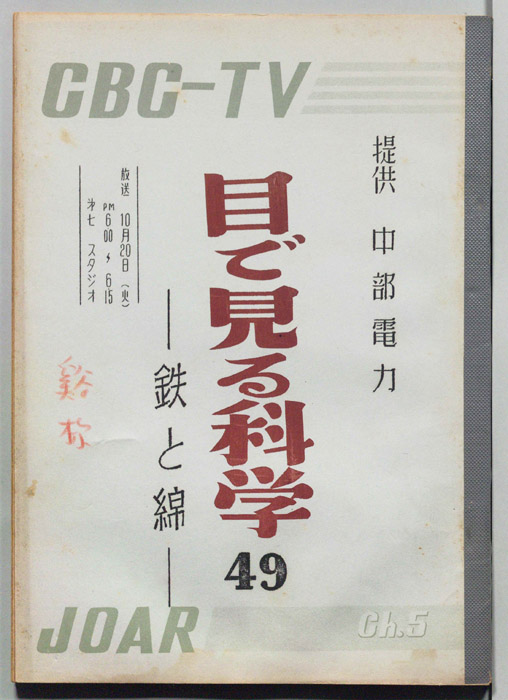 CBC-TV
提供 中部電力
目で見る科学
49
―鉄と綿―
放送 10月20日(火)
PM 6 00 〜 6 15
第七 スタジオ
JOAR
Ch.5